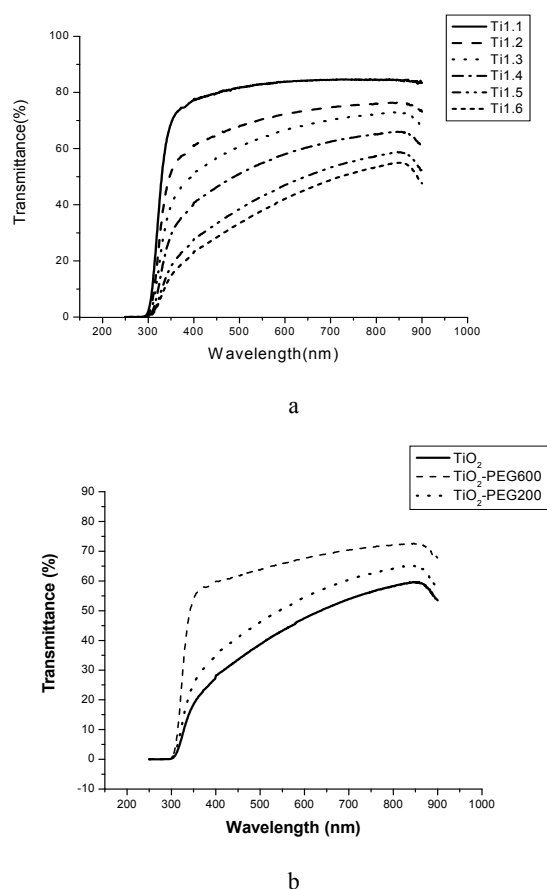 Ti1.1
Ti1.2
Ti1.3
Ti1.4
Ti1.5
Ti1.6
100
80
60
40
20
0
Transmittance(%)
200 300 400 500 600 700 800 900 1000
Wavelength(nm)
a
TiO2
TiO2-PEG600
TiO2-PEG200
90
80
70
60
50
40
30
20
10
0
-10
Transmittance (%)
200 300 400 500 600 700 800 900 1000
Wavelength (nm)
b